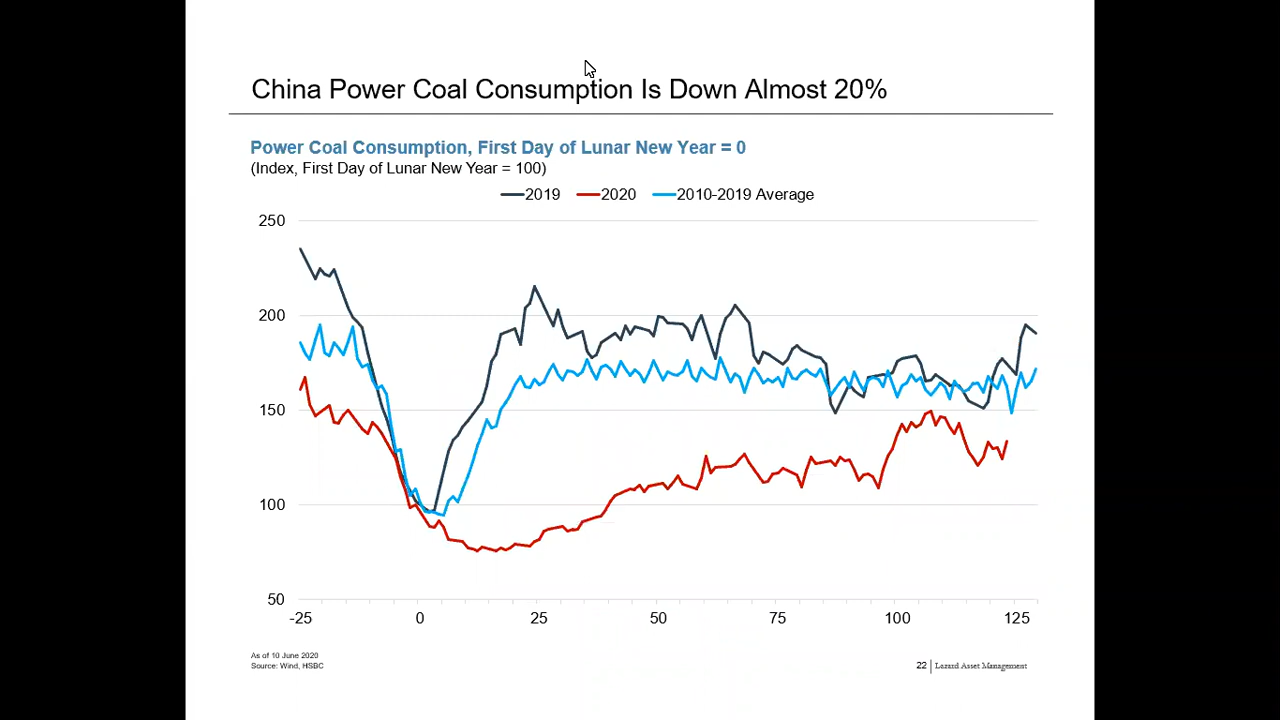 China Power Coal Consumption Is Down Almost 20%
Power Coal Consumption, First Day of Lunar New Year = 0
(Index, First Day of Lunar New Year = 100)
2019 2020 2010-2019 Average
250
200
150
100
50
-25 0 25 50 75 100 125
As of 10 June 2020
Source: Wind, HSBC
22 | Lazard Asset Management